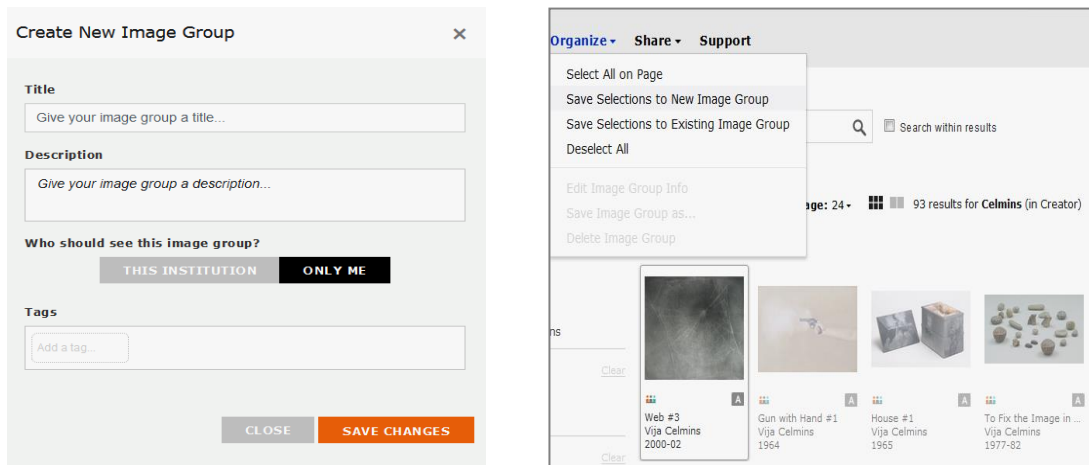 Create New Image Group ×
Title
Give your image group a title...
Description
Give your image group a description...
Who should see this image group?
THIS INSTITUTION ONLY ME
Tags
Add a tag...
CLOSE SAVE CHANGES
Organize Share Support
Select All on Page
Save Selections to New Image Group
Save Selections to Existing Image Group
Deselect All
Edit Image Group Info
Save Image Group as...
Delete Image Group
Search within results
age: 24
93 results for Celmins (in Creator)
ns
Clear
Clear
A
Web #3
Vija Celmins
2000-02
A
Gun with Hand #1
Vija Celmins
1964
A
House #1
Vija Celmins
1965
A
To Fix the Image in ...
Vija Celmins
1977-82